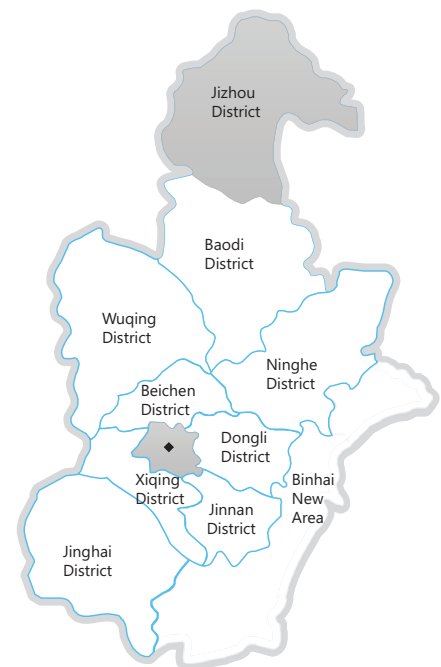 Jizhou
District
Baodi
District
Wuqing
District
Ninghe
District
Beichen
District
Dongli
District
Xiqing
District
Binhai
New
Area
Jinnan
District
Jinghai
District